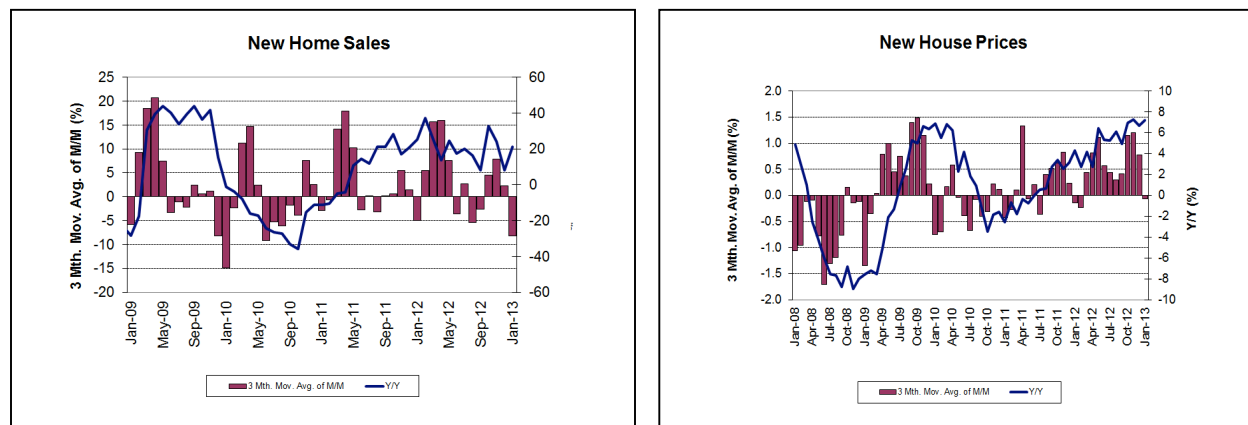 New Home Sales
3 Mth. Mov. Avg. of M/M (%)
25
20
15
10
5
0
-5
-10
-15
-20
60
40
20
0
-20
-40
-60
Jan-09
May-09
Sep-09
Jan-10
May-10
Sep-10
Jan-11
May-11
Sep-11
Jan-12
May-12
Sep-12
Jan-13
3 Mth. Mov. Avg. of M/M Y/Y
New House Prices
3 Mth. Mov. Avg. of M/M (%)
2.0
1.5
1.0
0.5
0.0
-0.5
-1.0
-1.5
-2.0
10
8
6
4
2
0
-2
-4
-6
-8
-10
Y/Y (%)
Jan-08
Apr-08
Jul-08
Oct-08
Jan-09
Apr-09
Jul-09
Oct-09
Jan-10
Apr-10
Jul-10
Oct-10
Jan-11
Apr-11
Jul-11
Oct-11
Jan-12
Apr-12
Jul-12
Oct-12
Jan-13
3 Mth. Mov. Avg. of M/M Y/Y